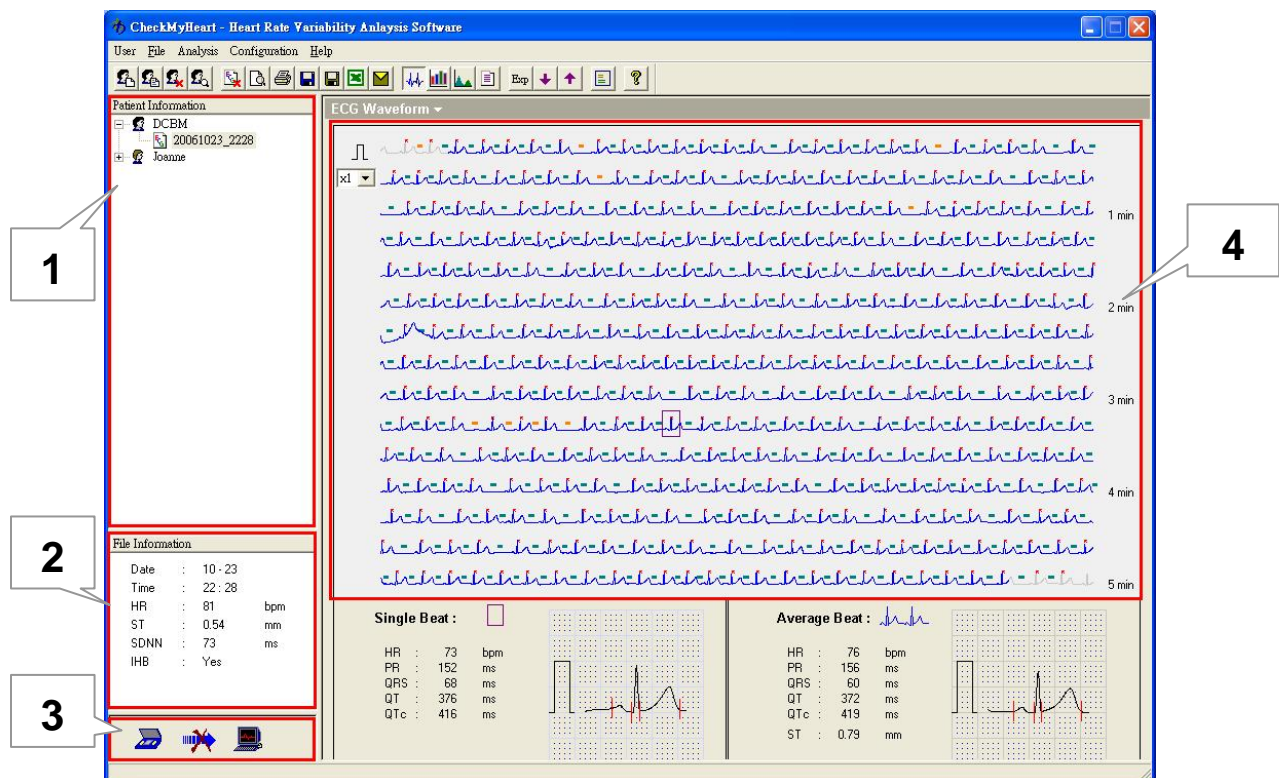 CheckMyHeart - Heart Rate Variability Anlaysis Software
User File Analysis Configuration Help
Exp ?
Patient Information
DCBM
20061023_2228
Joanne
1
ECG Waveform
x1
1 min
2 min
3 min
4 min
5 min
4
File Information
2
Date : 10 - 23
Time : 22 : 28
HR : 81 bpm
ST : 0.54 mm
SDNN : 73 ms
IHB : Yes
3
Single Beat :
HR : 73 bpm
PR : 152 ms
QRS : 68 ms
QT : 376 ms
QTc : 416 ms
Average Beat :
HR : 76 bpm
PR : 156 ms
QRS : 60 ms
QT : 372 ms
QTc : 419 ms
ST : 0.79 mm